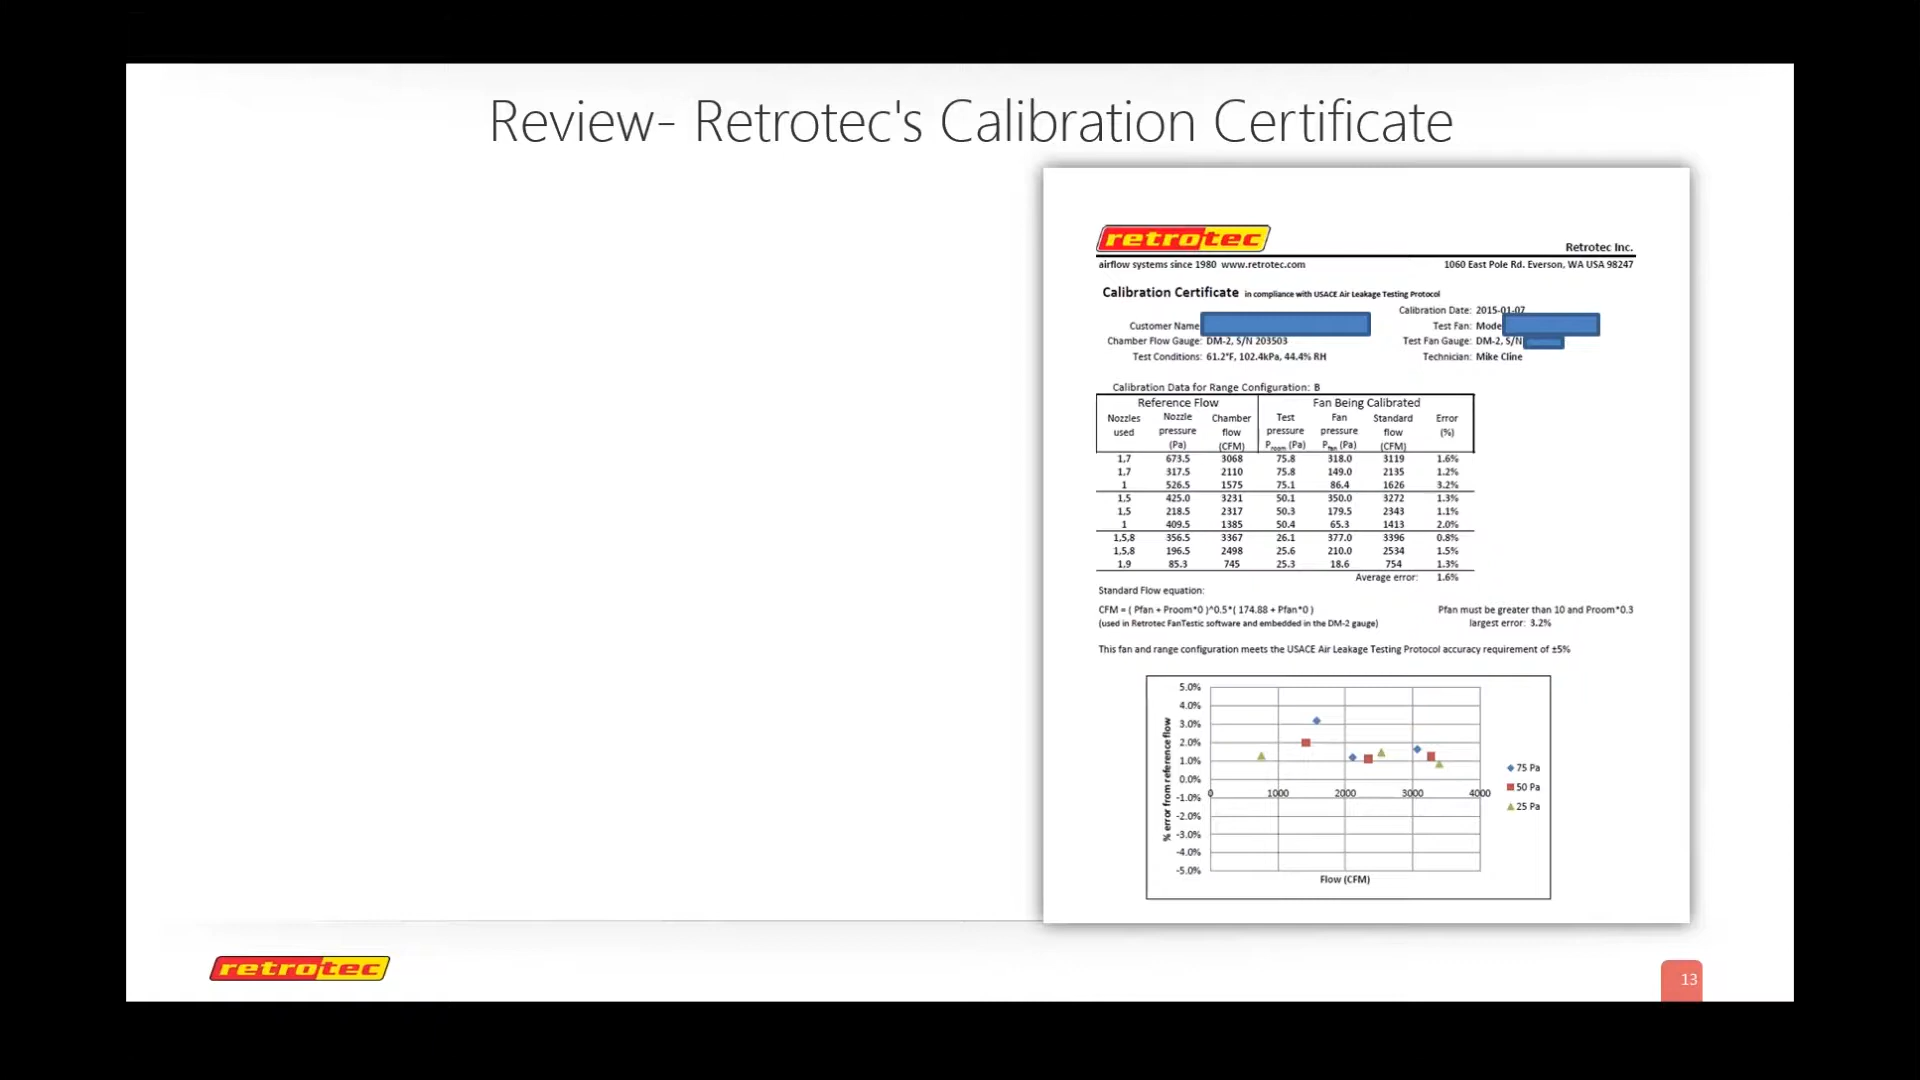 Review- Retrotec's Calibration Certificate
retrotec
Retrotec Inc.
airflow systems since 1980 www.retrotec.com 1060 East Pole Rd. Everson, WA USA 98247
Calibration Certificate in compliance with USACE Air Leakage Testing Protocol
Calibration Date: 2015-01-07
Customer Name Test Fan: Mode
Chamber Flow Gauge: DM-2, S/N 203503 Test Fan Gauge: DM-2, S/N
Test Conditions: 61.2°F, 102.4kPa, 44.4% RH Technician: Mike Cline
Calibration Data for Range Configuration: B
Reference Flow Fan Being Calibrated
Nozzles Nozzle Chamber Test Fan Standard Error
used pressure flow pressure pressure flow (%)
(Pa) (CFM) Proom (Pa) Pfan (Pa) (CFM)
1,7 673.5 3068 75.8 318.0 3119 1.6%
1,7 317.5 2110 75.8 149.0 2135 1.2%
1 526.5 1575 75.1 86.4 1626 3.2%
1,5 425.0 3231 50.1 350.0 3272 1.3%
1,5 218.5 2317 50.3 179.5 2343 1.1%
1 409.5 1385 50.4 65.3 1413 2.0%
1,5,8 356.5 3367 26.1 377.0 3396 0.8%
1,5,8 196.5 2498 25.6 210.0 2534 1.5%
1,9 85.3 745 25.3 18.6 754 1.3%
Average error: 1.6%
Standard Flow equation:
CFM = ( Pfan + Proom*0 )^0.5*( 174.88 + Pfan*0 ) Pfan must be greater than 10 and Proom*0.3
(used in Retrotec FanTestic software and embedded in the DM-2 gauge) largest error: 3.2%
This fan and range configuration meets the USACE Air Leakage Testing Protocol accuracy requirement of ±5%
% error from reference flow
5.0%
4.0%
3.0%
2.0%
1.0%
0.0%
-1.0%
-2.0%
-3.0%
-4.0%
-5.0%
0 1000 2000 3000 4000
Flow (CFM)
75 Pa
50 Pa
25 Pa
retrotec
13